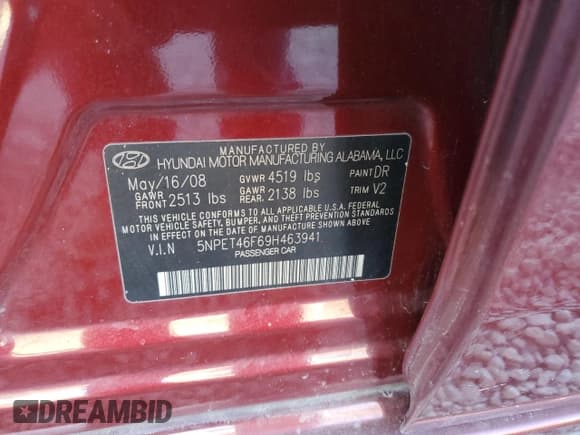 MANUFACTURED BY
HYUNDAI MOTOR MANUFACTURING ALABAMA, LLC
May/16/08 GVWR 4519 lbs PAINT DR
GAWR FRONT 2513 lbs GAWR REAR. 2138 lbs TRIM V2
THIS VEHICLE CONFORMS TO ALL APPLICABLE U.S.A. FEDERAL
MOTOR VEHICLE SAFETY, BUMPER, AND THEFT PREVENTION
STANDARDS IN EFFECT ON THE DATE OF MANUFACTURE SHOWN ABOVE
V.I.N 5NPET46F69H463941
PASSENGER CAR
DREAMBID